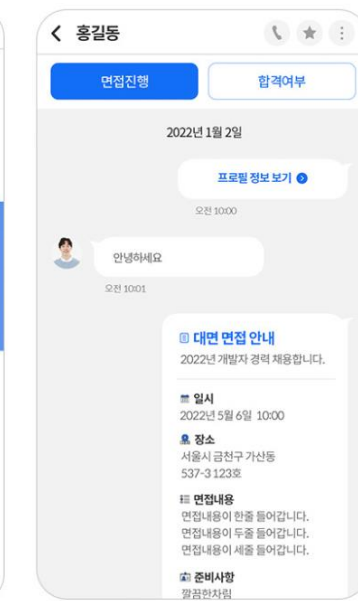 홍길동
면접진행
합격여부
2022년 1월 2일
프로필 정보 보기
오전 10:00
안녕하세요
오전 10:01
대면 면접 안내
2022년 개발자 경력 채용합니다.
일시
2022년 5월 6일 10:00
장소
서울시 금천구 가산동
537-3 123호
면접내용
면접내용이 한줄 들어갑니다.
면접내용이 두줄 들어갑니다.
면접내용이 세줄 들어갑니다.
준비사항
깔끔한차림